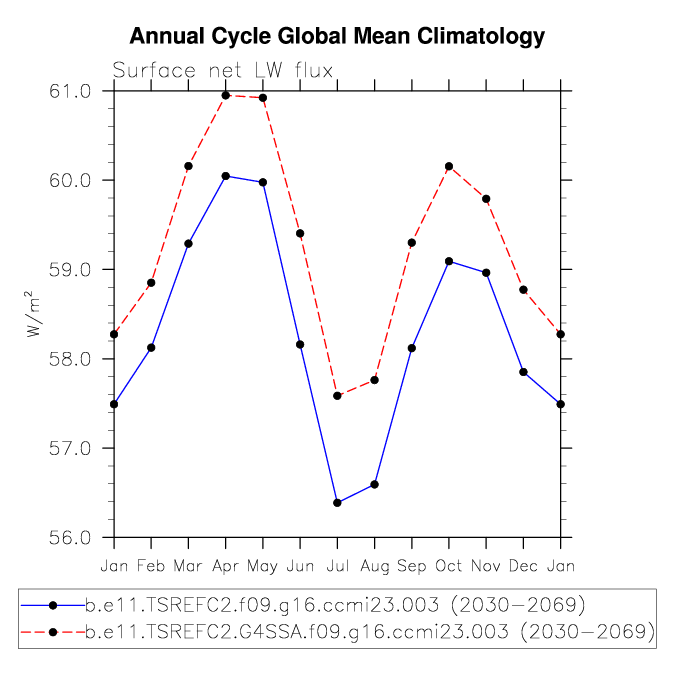 Annual Cycle Global Mean Climatology
Surface net LW flux
61.0
60.0
59.0
58.0
57.0
56.0
W/m²
Jan Feb Mar Apr May Jun Jul Aug Sep Oct Nov Dec Jan
b.e11.TSREFC2.f09.g16.ccmi23.003 (2030-2069)
b.e11.TSREFC2.G4SSA.f09.g16.ccmi23.003 (2030-2069)